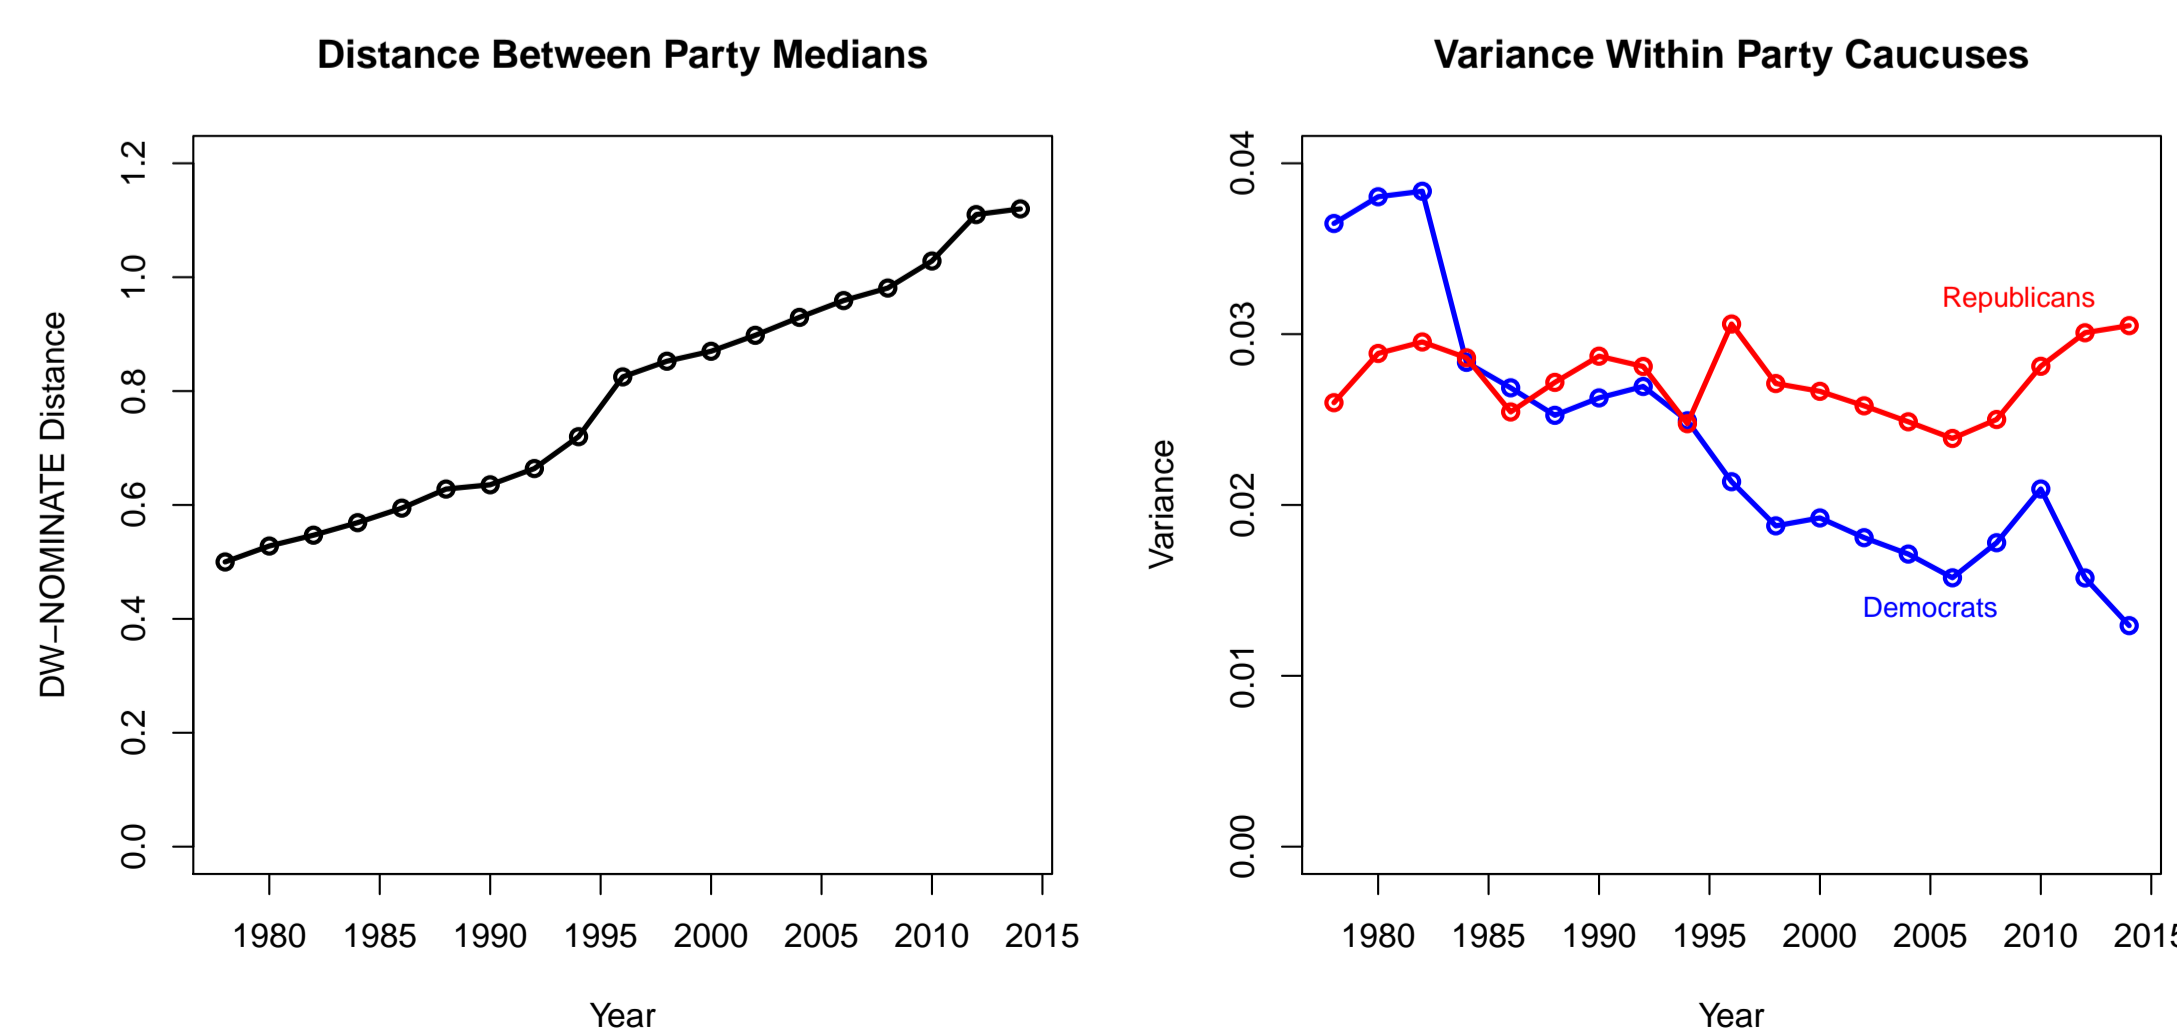 Distance Between Party Medians
DW−NOMINATE Distance
1.2
1.0
0.8
0.6
0.4
0.2
0.0
1980 1985 1990 1995 2000 2005 2010 2015
Year
Variance Within Party Caucuses
Variance
0.04
0.03
0.02
0.01
0.00
Republicans
Democrats
1980 1985 1990 1995 2000 2005 2010 2015
Year